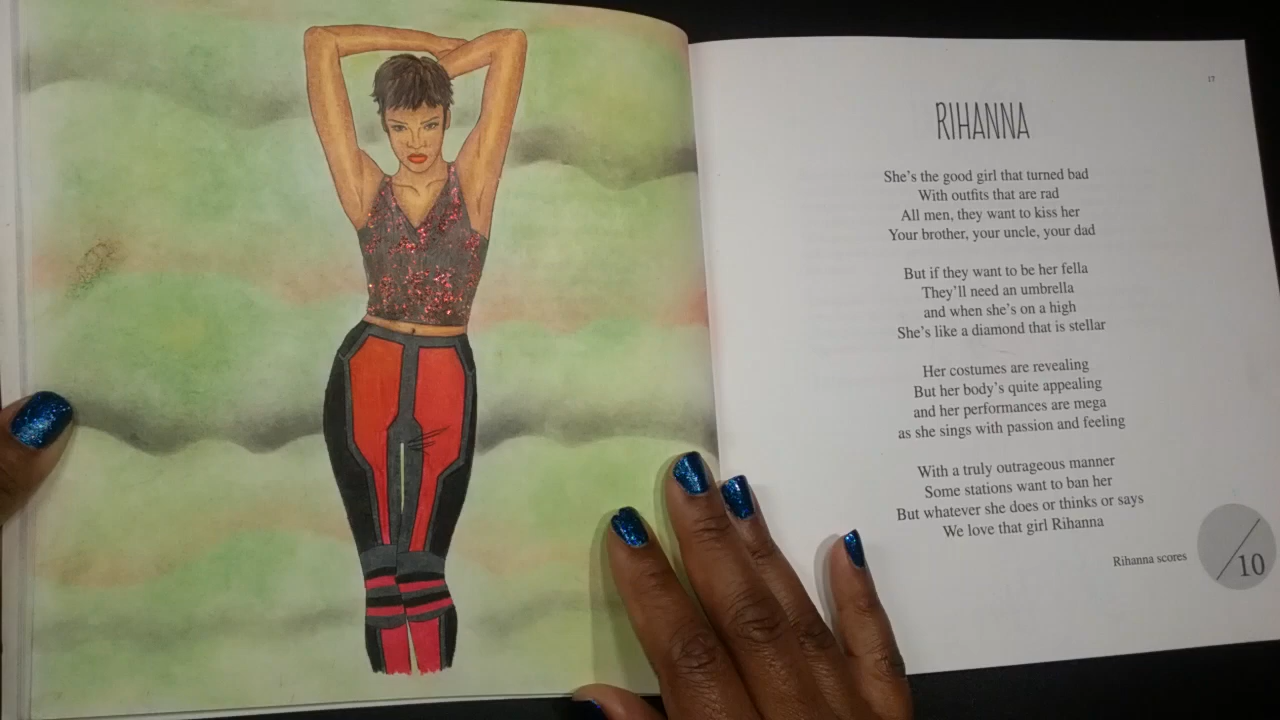 17
RIHANNA
She's the good girl that turned bad
With outfits that are rad
All men, they want to kiss her
Your brother, your uncle, your dad
But if they want to be her fella
They'll need an umbrella
and when she's on a high
She's like a diamond that is stellar
Her costumes are revealing
But her body's quite appealing
and her performances are mega
as she sings with passion and feeling
With a truly outrageous manner
Some stations want to ban her
But whatever she does or thinks or says
We love that girl Rihanna
Rihanna scores
/10